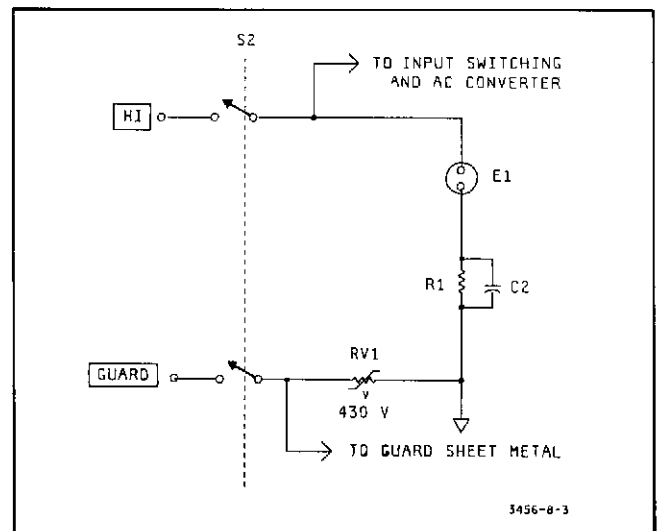 S2
TO INPUT SWITCHING
AND AC CONVERTER
HI
E1
R1
C2
RV1
GUARD
V
430 V
TO GUARD SHEET METAL
3456-8-3